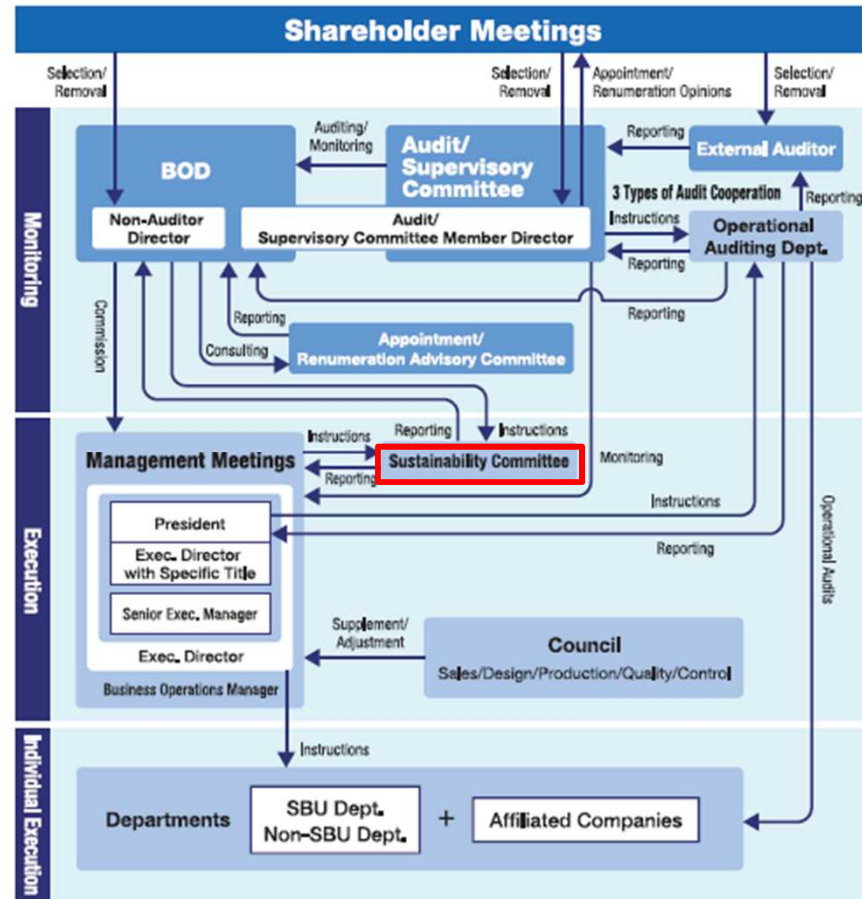 Shareholder Meetings
Selection/
Removal
Selection/
Removal
Appointment/
Renumeration Opinions
Selection/
Removal
Monitoring
BOD
Auditing/
Monitoring
Audit/
Supervisory
Committee
Reporting
External Auditor
3 Types of Audit Cooperation
Reporting
Non-Auditor
Director
Audit/
Supervisory Committee Member Director
Instructions
Reporting
Operational
Auditing Dept.
Reporting
Commission
Reporting
Consulting
Appointment/
Renumeration Advisory Committee
Execution
Management Meetings
Instructions
Reporting
Reporting
Instructions
Sustainability Committee
Monitoring
Instructions
Reporting
Operational Audits
President
Exec. Director
with Specific Title
Senior Exec. Manager
Exec. Director
Business Operations Manager
Supplement/
Adjustment
Council
Sales/Design/Production/Quality/Control
Individual Execution
Instructions
Departments
SBU Dept.
Non-SBU Dept.
+
Affiliated Companies